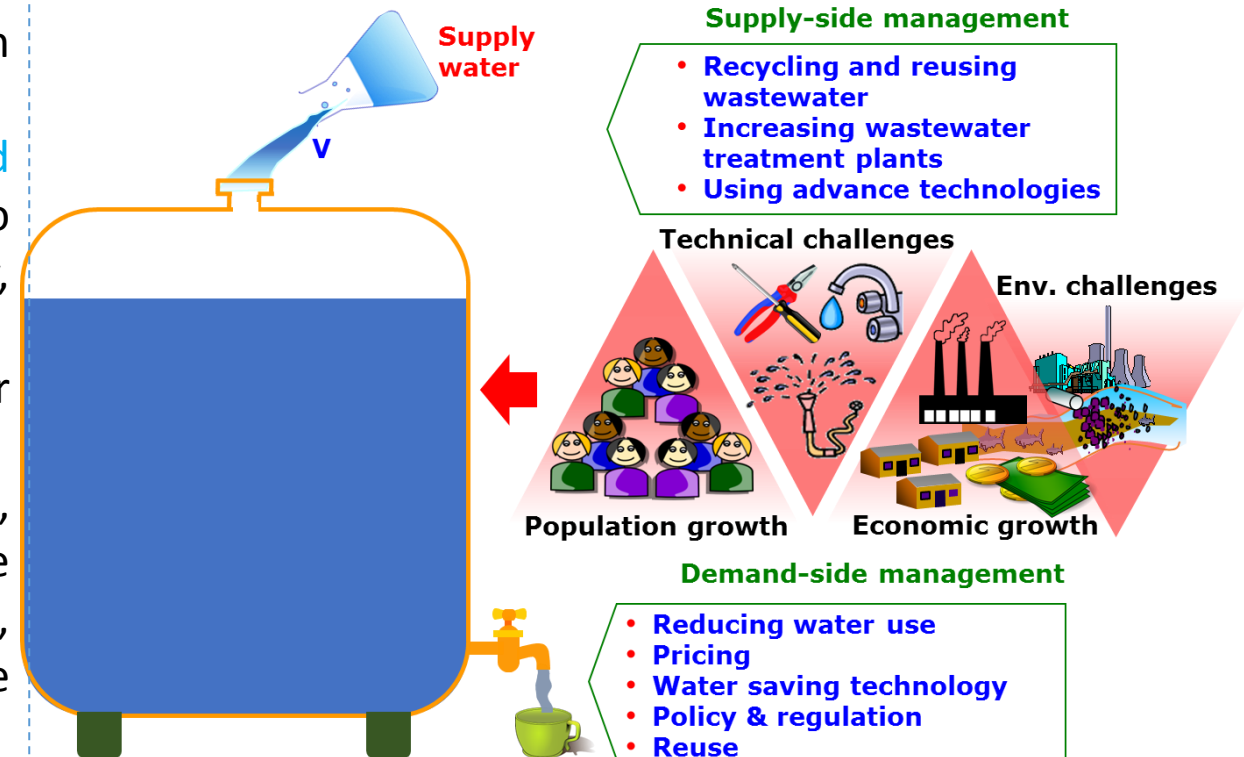 Supply-side management
Supply
water
V
• Recycling and reusing
wastewater
• Increasing wastewater
treatment plants
• Using advance technologies
Technical challenges
Env. challenges
Population growth
Economic growth
Demand-side management
• Reducing water use
• Pricing
• Water saving technology
• Policy & regulation
• Reuse